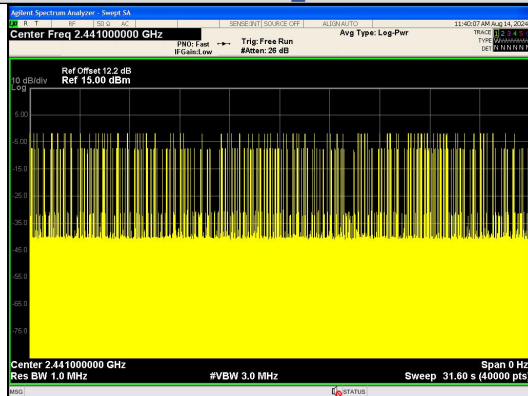 Agilent Spectrum Analyzer - Swept SA
R T RF 50 Ω AC SENSE:INT SOURCE OFF ALIGN AUTO 11:40:07 AM Aug 14, 2024
Center Freq 2.441000000 GHz Avg Type: Log-Pwr TRACE 1 2 3 4 5
PNO: Fast Trig: Free Run TYPE
IFGain:Low #Atten: 26 dB DET N N N N N
Ref Offset 12.2 dB
10 dB/div Ref 15.00 dBm
Log
5.00
-5.00
-15.0
-25.0
-35.0
-45.0
-55.0
-65.0
-75.0
Center 2.441000000 GHz Span 0 Hz
Res BW 1.0 MHz #VBW 3.0 MHz Sweep 31.60 s (40000 pts
MSG STATUS